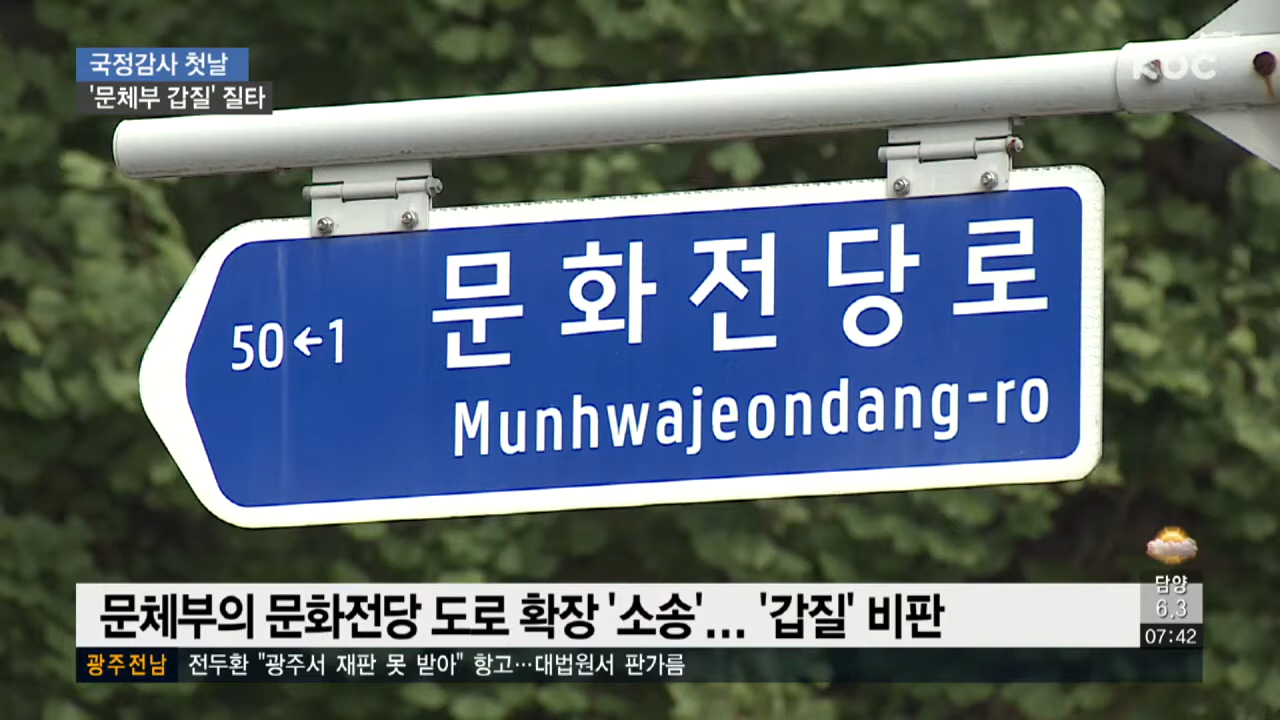 국정감사 첫날
'문체부 갑질' 질타
KBC
문화전당로
50←1
Munhwajeondang-ro
담양
6.3
07:42
문체부의 문화전당 도로 확장 '소송'... '갑질' 비판
광주전남 전두환 "광주서 재판 못 받아" 항고…대법원서 판가름